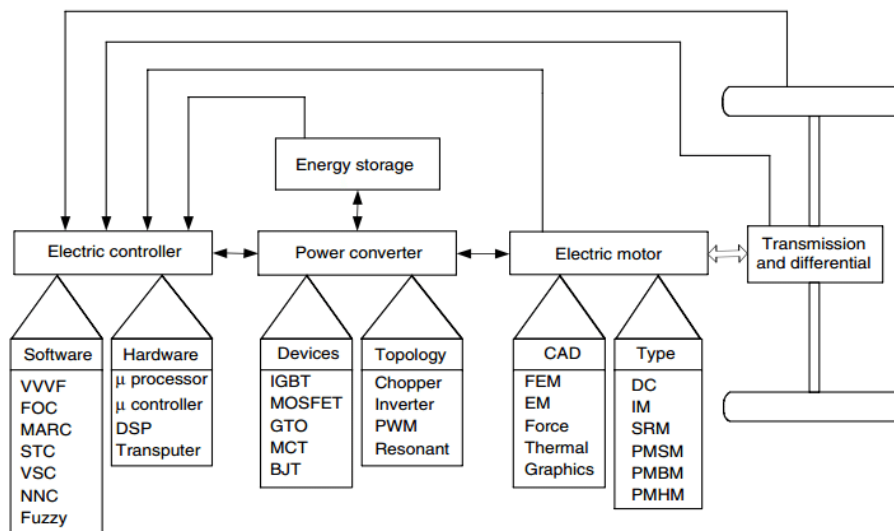 Energy storage
Electric controller
Power converter
Electric motor
Transmission
and differential
Software
VVVF
FOC
MARC
STC
VSC
NNC
Fuzzy
Hardware
μ processor
μ controller
DSP
Transputer
Devices
IGBT
MOSFET
GTO
MCT
BJT
Topology
Chopper
Inverter
PWM
Resonant
CAD
FEM
EM
Force
Thermal
Graphics
Type
DC
IM
SRM
PMSM
PMBM
PMHM